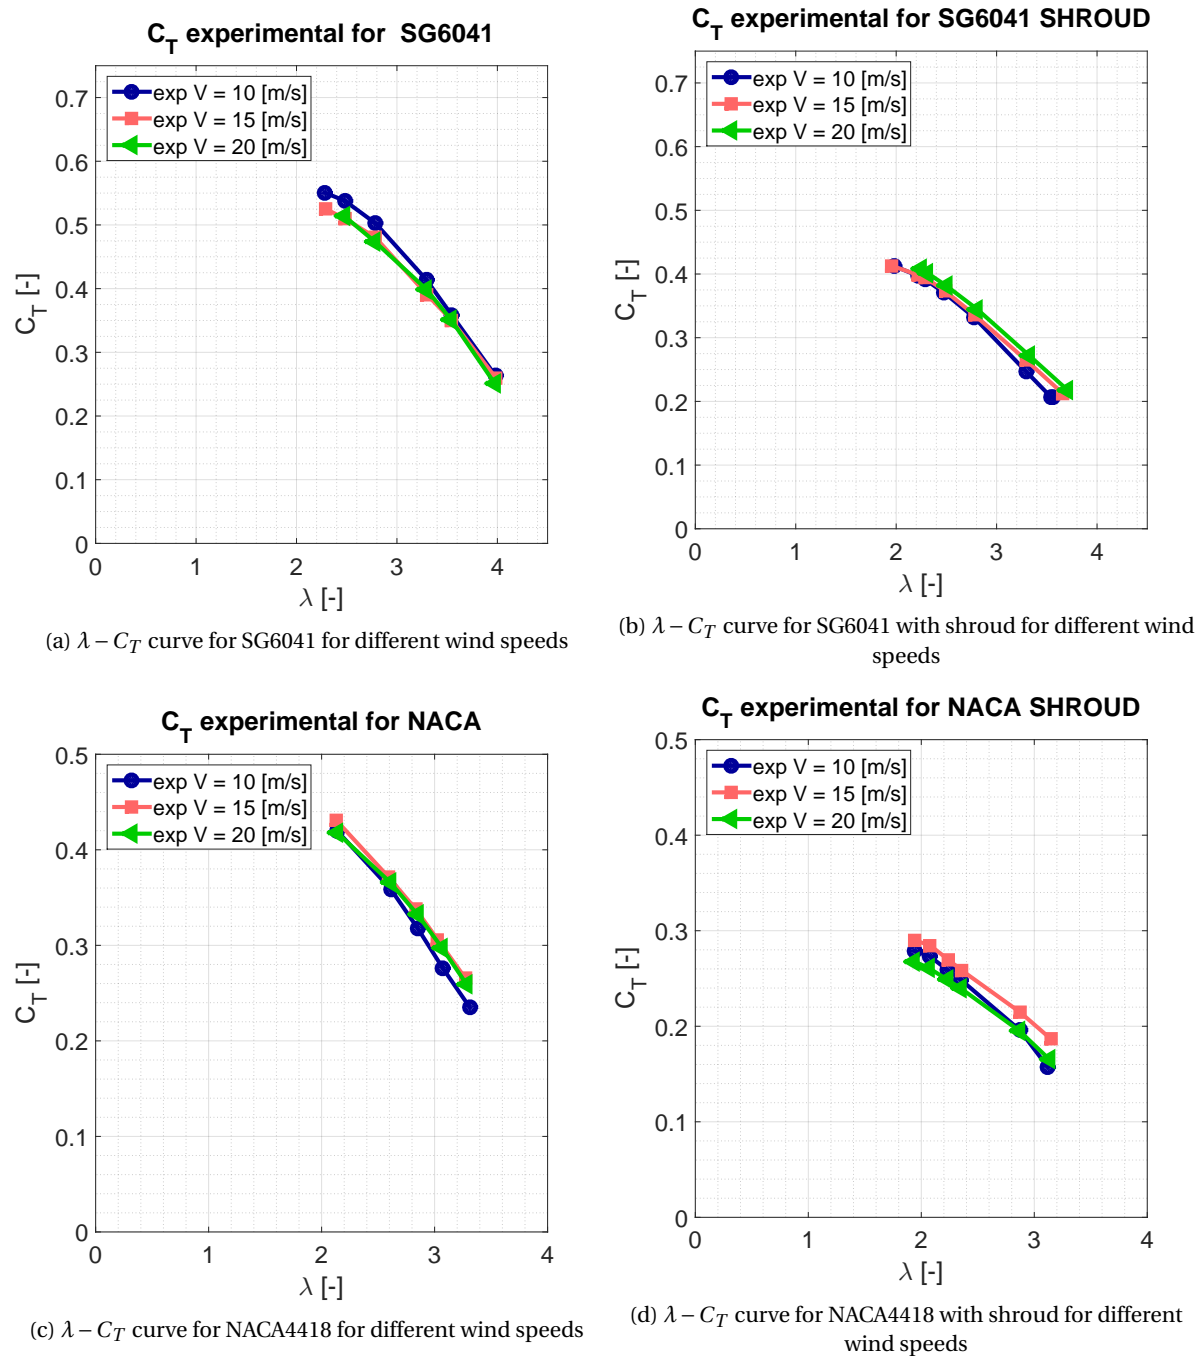 C_T experimental for SG6041
exp V = 10 [m/s]
exp V = 15 [m/s]
exp V = 20 [m/s]
0.7
0.6
0.5
0.4
0.3
0.2
0.1
0
C_T [-]
0 1 2 3 4
λ [-]
(a) λ – C_T curve for SG6041 for different wind speeds
C_T experimental for SG6041 SHROUD
exp V = 10 [m/s]
exp V = 15 [m/s]
exp V = 20 [m/s]
0.7
0.6
0.5
0.4
0.3
0.2
0.1
0
C_T [-]
0 1 2 3 4
λ [-]
(b) λ – C_T curve for SG6041 with shroud for different wind
speeds
C_T experimental for NACA
exp V = 10 [m/s]
exp V = 15 [m/s]
exp V = 20 [m/s]
0.5
0.4
0.3
0.2
0.1
0
C_T [-]
0 1 2 3 4
λ [-]
(c) λ – C_T curve for NACA4418 for different wind speeds
C_T experimental for NACA SHROUD
exp V = 10 [m/s]
exp V = 15 [m/s]
exp V = 20 [m/s]
0.5
0.4
0.3
0.2
0.1
0
C_T [-]
0 1 2 3 4
λ [-]
(d) λ – C_T curve for NACA4418 with shroud for different
wind speeds